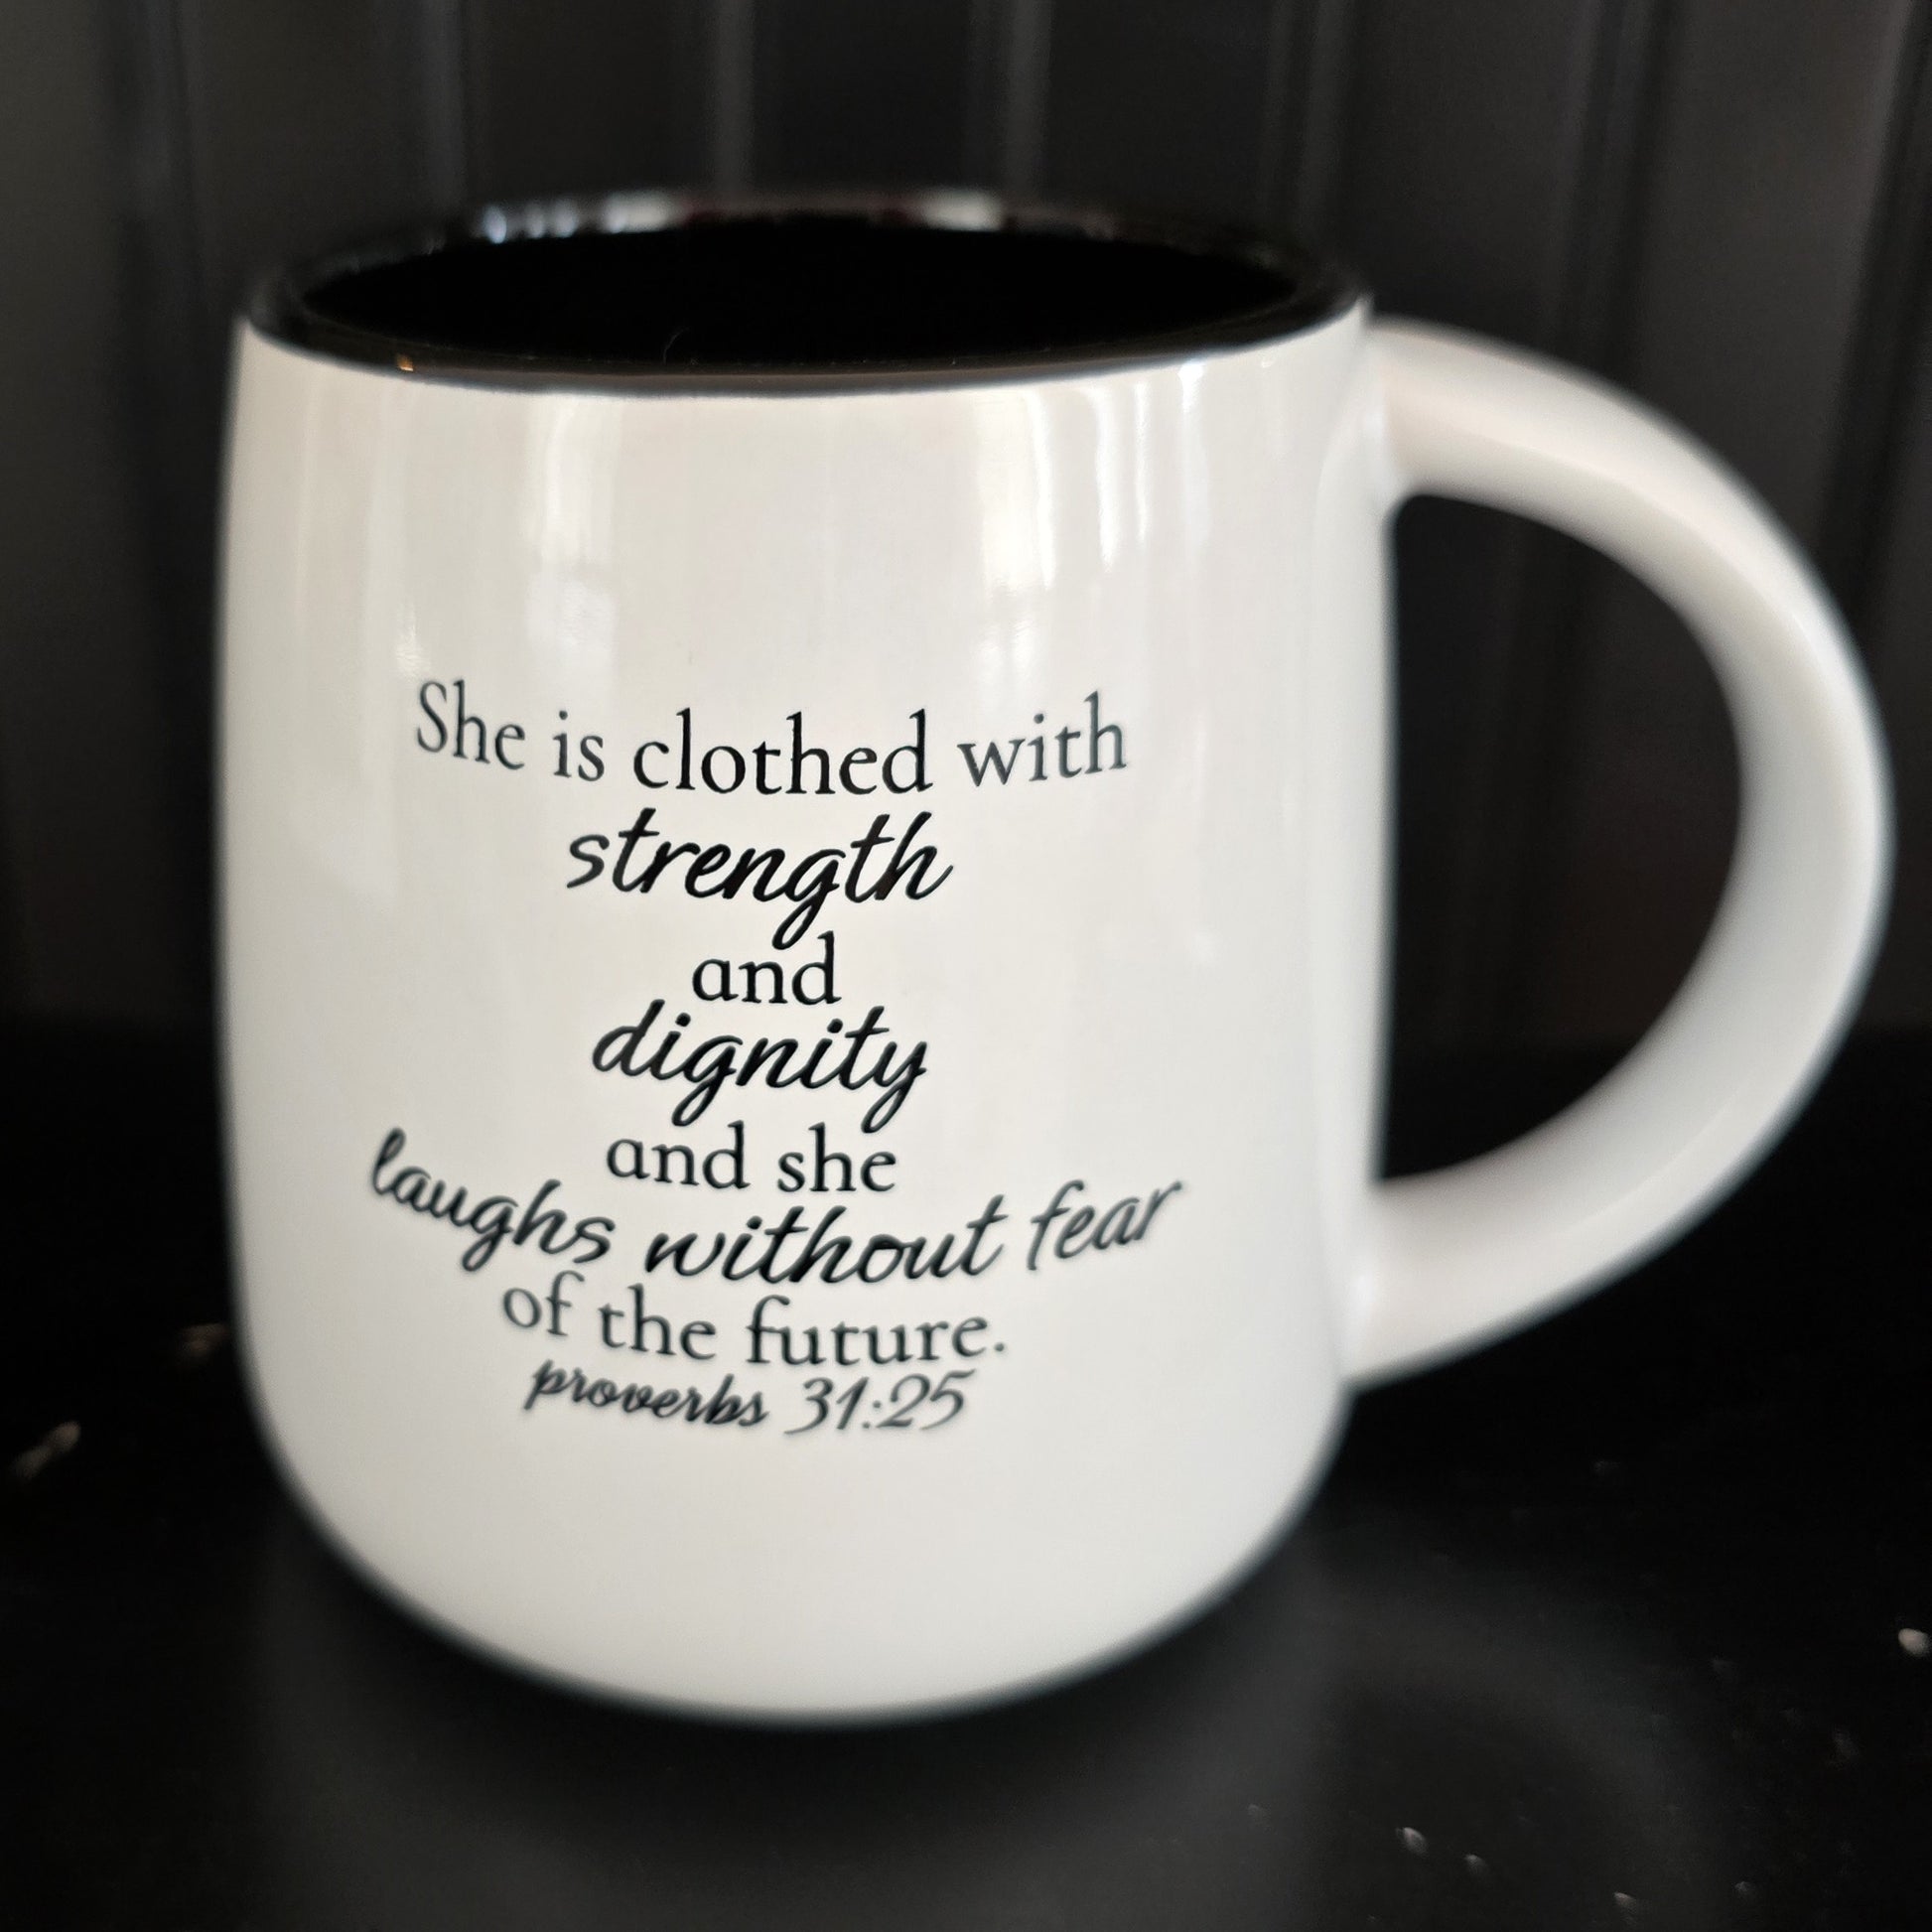 She is clothed with
strength
and
dignity
and she
laughs without fear
of the future.
proverbs 31:25